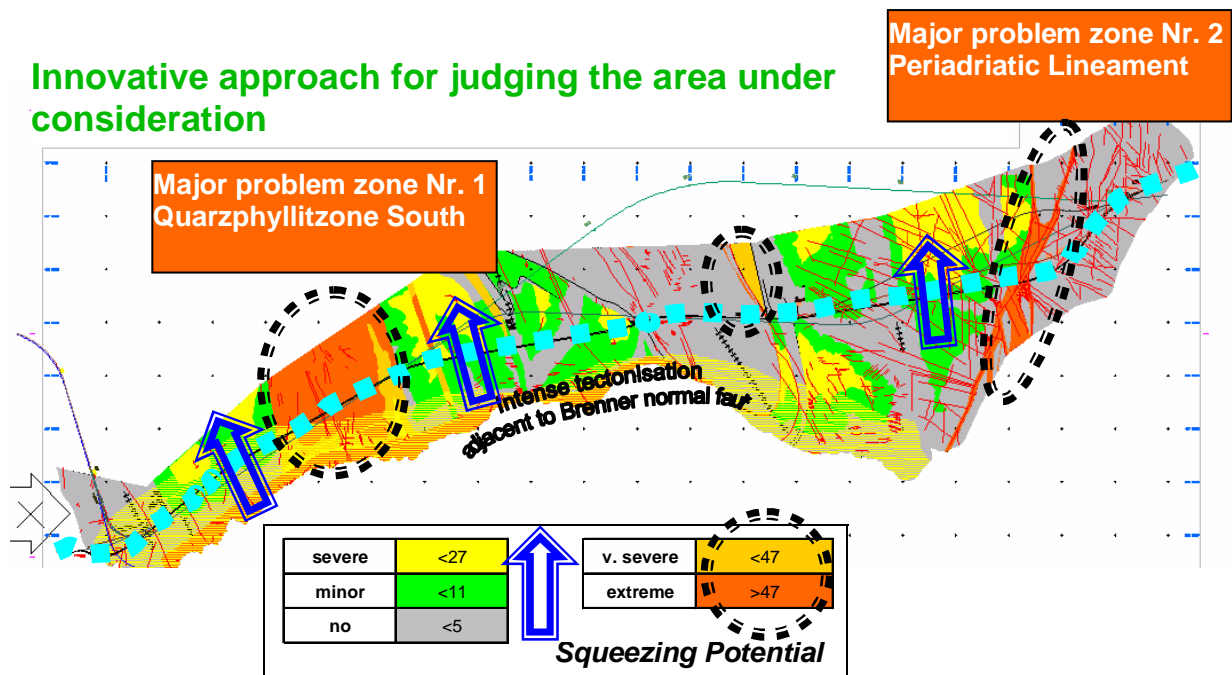 Innovative approach for judging the area under
consideration
Major problem zone Nr. 2
Periadriatic Lineament
Major problem zone Nr. 1
Quarzphyllitzone South
Intense tectonisation
adjacent to Brenner normal faut
severe <27
minor <11
no <5
v. severe <47
extreme >47
Squeezing Potential